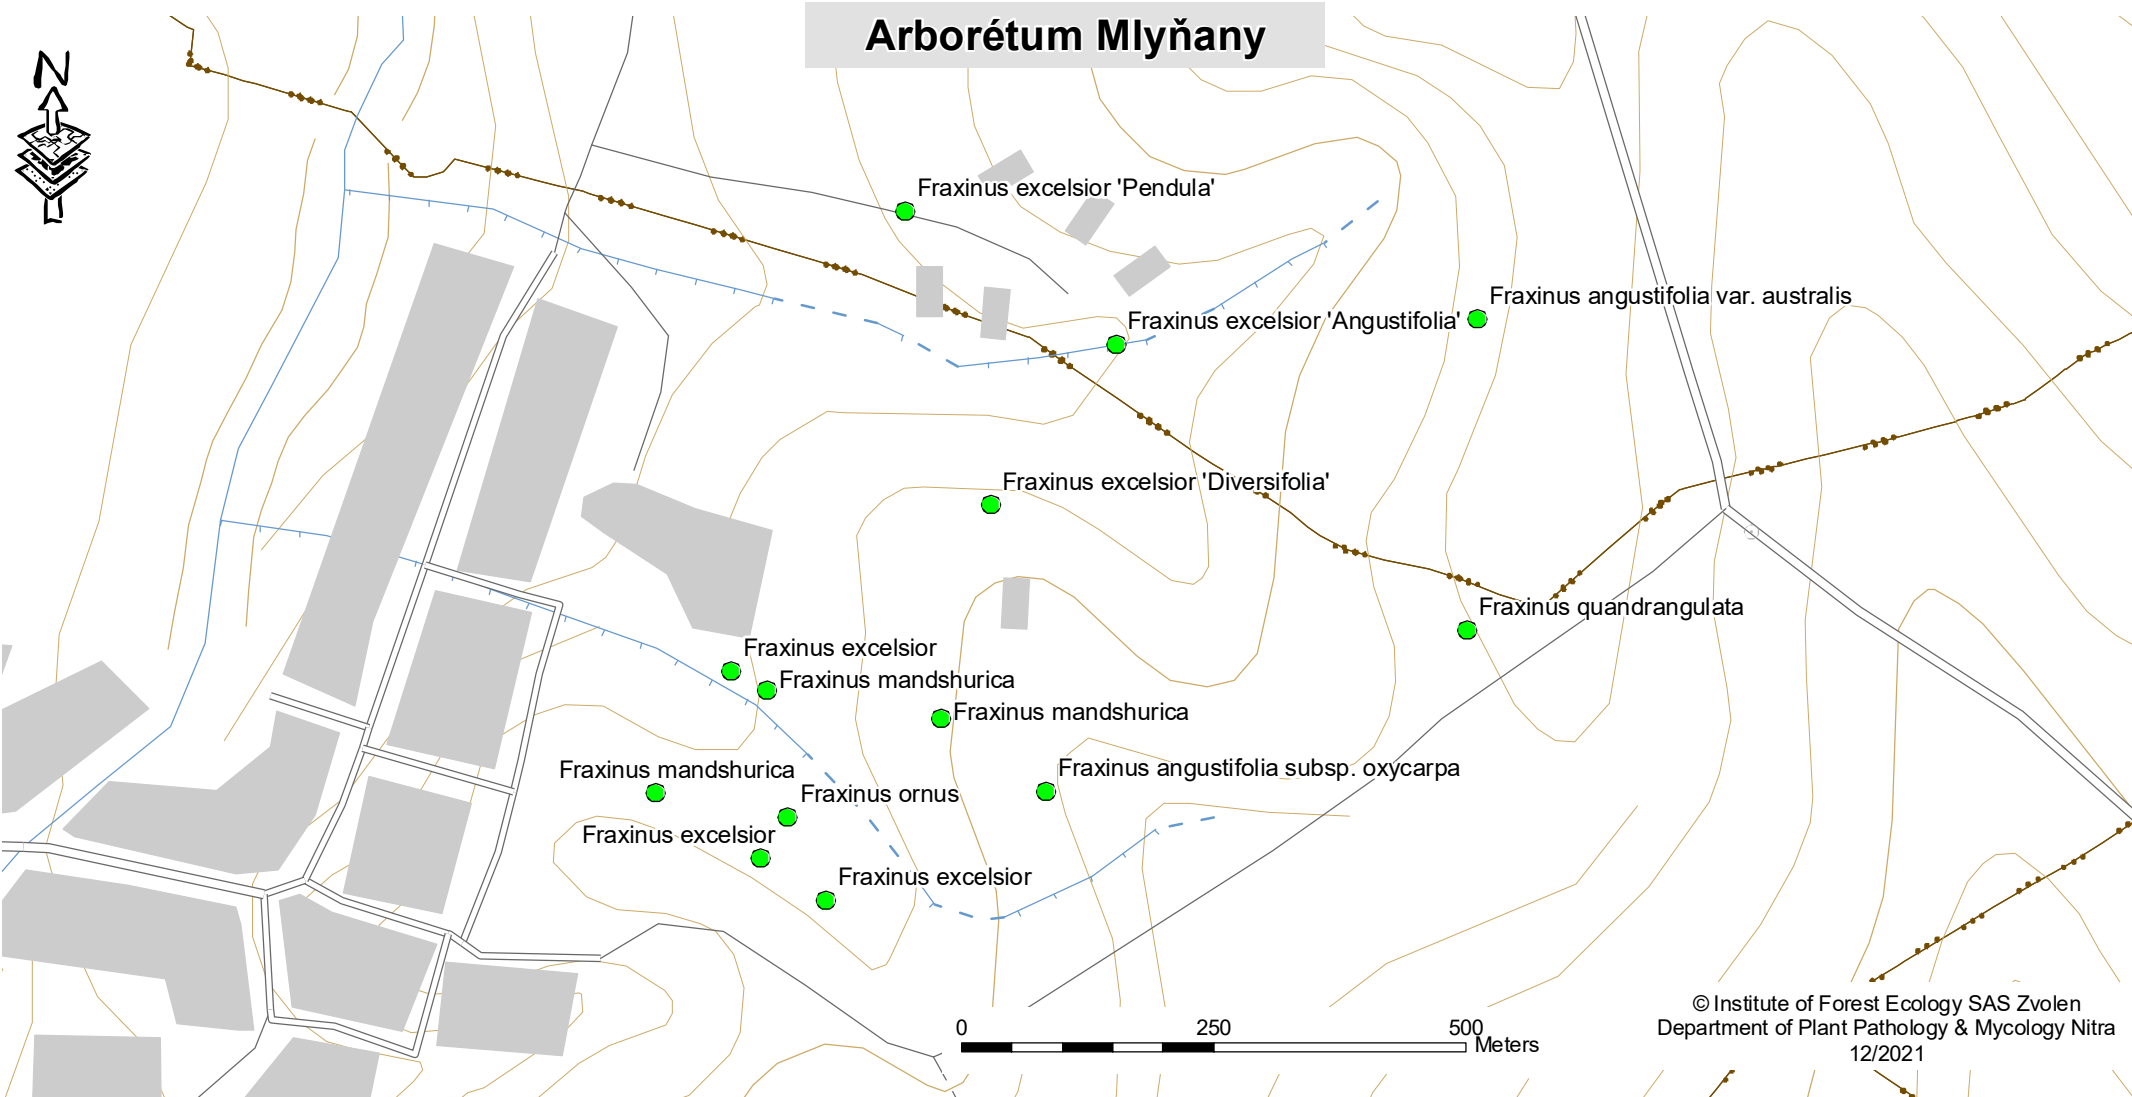 Arborétum Mlyňany
N
Fraxinus excelsior 'Pendula'
Fraxinus angustifolia var. australis
Fraxinus excelsior 'Angustifolia'
Fraxinus excelsior 'Diversifolia'
Fraxinus quandrangulata
Fraxinus excelsior
Fraxinus mandshurica
Fraxinus mandshurica
Fraxinus mandshurica
Fraxinus angustifolia subsp. oxycarpa
Fraxinus ornus
Fraxinus excelsior
Fraxinus excelsior
0 250 500
Meters
© Institute of Forest Ecology SAS Zvolen
Department of Plant Pathology & Mycology Nitra
12/2021